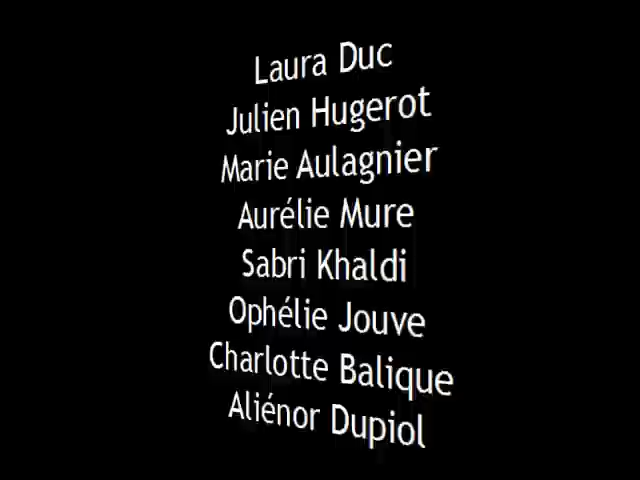 Laura Duc
Julien Hugerot
Marie Aulagnier
Aurélie Mure
Sabri Khaldi
Ophélie Jouve
Charlotte Balique
Aliénor Dupiol